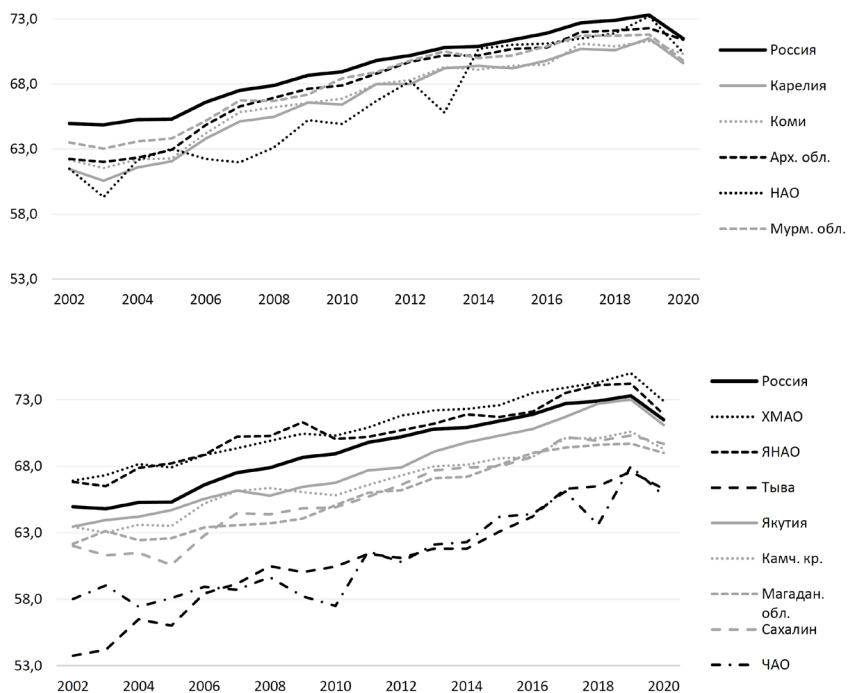 73,0
68,0
63,0
58,0
53,0
2002 2004 2006 2008 2010 2012 2014 2016 2018 2020
Россия
Карелия
Коми
Арх. обл.
НАО
Мурм. обл.
73,0
68,0
63,0
58,0
53,0
2002 2004 2006 2008 2010 2012 2014 2016 2018 2020
Россия
ХМАО
ЯНАО
Тыва
Якутия
Камч. кр.
Магадан.
обл.
Сахалин
ЧАО